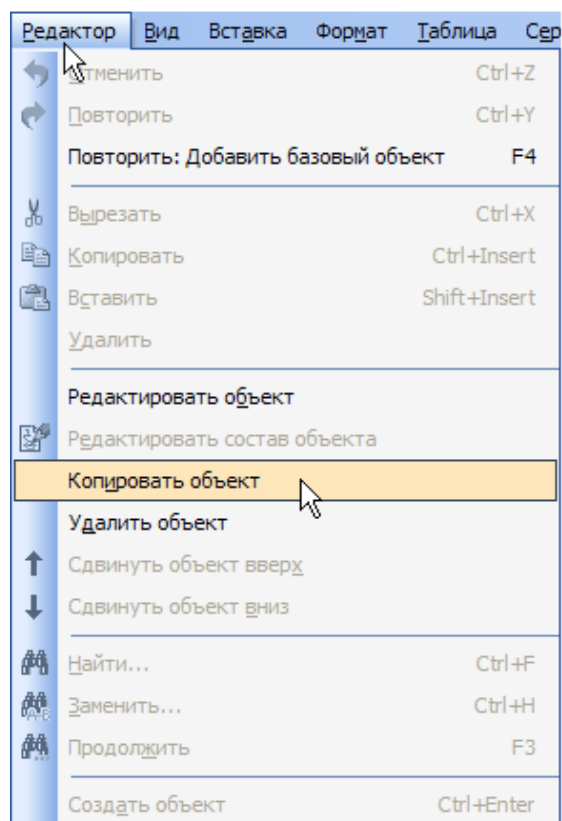 Редактор Вид Вставка Формат Таблица Сер
Отменить Ctrl+Z
Повторить Ctrl+Y
Повторить: Добавить базовый объект F4
Вырезать Ctrl+X
Копировать Ctrl+Insert
Вставить Shift+Insert
Удалить
Редактировать объект
Редактировать состав объекта
Копировать объект
Удалить объект
Сдвинуть объект вверх
Сдвинуть объект вниз
Найти... Ctrl+F
Заменить... Ctrl+H
Продолжить F3
Создать объект Ctrl+Enter